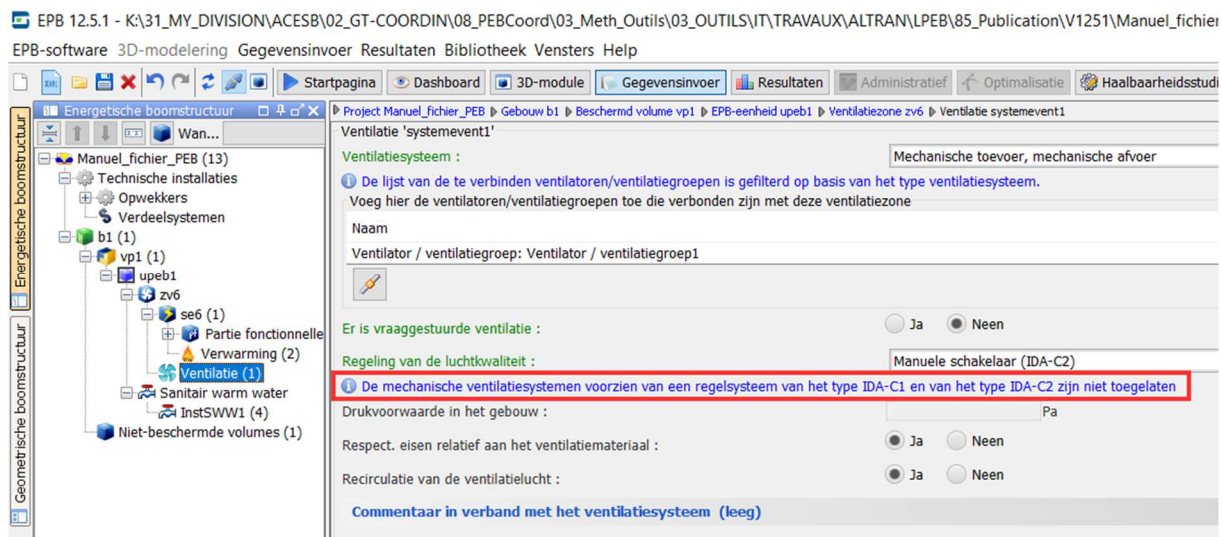 EPB 12.5.1 - K:\31_MY_DIVISION\ACESB\02_GT-COORDIN\08_PEBCoord\03_Meth_Outils\03_OUTILS\IT\TRAVAUX\ALTRAN\LPEB\85_Publication\V1251\Manuel_fichier
EPB-software 3D-modelering Gegevensinvoer Resultaten Bibliotheek Vensters Help
Startpagina Dashboard 3D-module Gegevensinvoer Resultaten Administratief Optimalisatie Haalbaarheidsstudi
Energetische boomstructuur
Wan...
Manuel_fichier_PEB (13)
Technische installaties
Opwekkers
Verdeelsystemen
b1 (1)
vp1 (1)
upeb1
zv6
se6 (1)
Partie fonctionnelle
Verwarming (2)
Ventilatie (1)
Sanitair warm water
InstSWW1 (4)
Niet-beschermde volumes (1)
Energetische boomstructuur
Geometrische boomstructuur
Project Manuel_fichier_PEB Gebouw b1 Beschermd volume vp1 EPB-eenheid upeb1 Ventilatiezone zv6 Ventilatie systemevent1
Ventilatie 'systemevent1'
Ventilatiesysteem : Mechanische toevoer, mechanische afvoer
De lijst van de te verbinden ventilatoren/ventilatiegroepen is gefilterd op basis van het type ventilatiesysteem.
Voeg hier de ventilatoren/ventilatiegroepen toe die verbonden zijn met deze ventilatiezone
Naam
Ventilator / ventilatiegroep: Ventilator / ventilatiegroep1
Er is vraaggestuurde ventilatie : Ja Neen
Regeling van de luchtkwaliteit : Manuele schakelaar (IDA-C2)
De mechanische ventilatiesystemen voorzien van een regelsysteem van het type IDA-C1 en van het type IDA-C2 zijn niet toegelaten
Drukvoorwaarde in het gebouw : Pa
Respect. eisen relatief aan het ventilatiemateriaal : Ja Neen
Recirculatie van de ventilatielucht : Ja Neen
Commentaar in verband met het ventilatiesysteem (leeg)